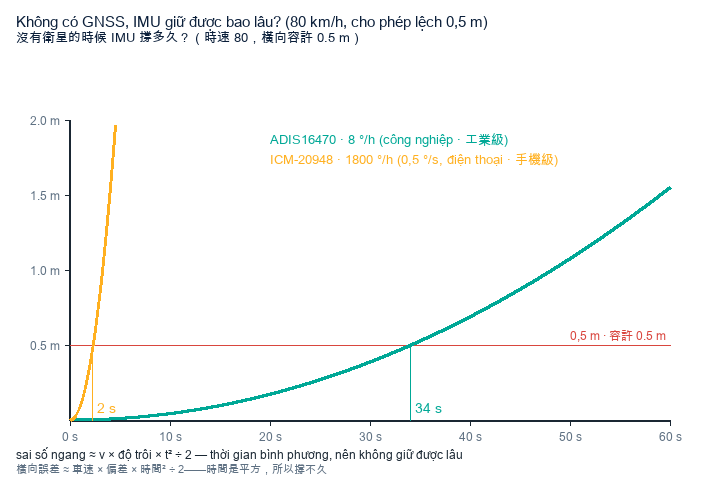 Không có GNSS, IMU giữ được bao lâu? (80 km/h, cho phép lệch 0,5 m)
沒有衛星的時候 IMU 撐多久？（時速 80，橫向容許 0.5 m）
2.0 m
ADIS16470 · 8 °/h (công nghiệp · 工業級)
ICM-20948 · 1800 °/h (0,5 °/s, điện thoại · 手機級)
1.5 m
1.0 m
0,5 m · 容許 0.5 m
0.5 m
2 s
34 s
0 s
10 s
20 s
30 s
40 s
50 s
60 s
sai số ngang ≈ v × độ trôi × t² ÷ 2 — thời gian bình phương, nên không giữ được lâu
橫向誤差 ≈ 車速 × 偏差 × 時間² ÷ 2——時間是平方，所以撐不久